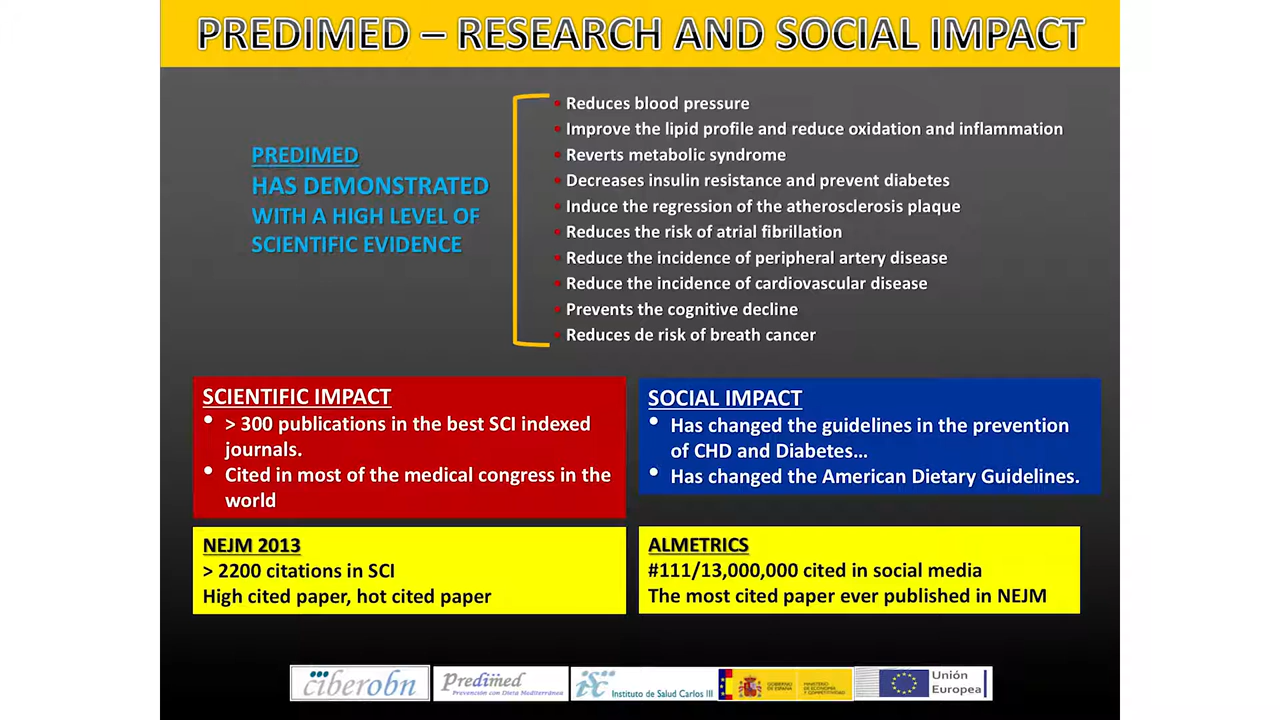 PREDIMED – RESEARCH AND SOCIAL IMPACT
PREDIMED
HAS DEMONSTRATED
WITH A HIGH LEVEL OF
SCIENTIFIC EVIDENCE
• Reduces blood pressure
• Improve the lipid profile and reduce oxidation and inflammation
• Reverts metabolic syndrome
• Decreases insulin resistance and prevent diabetes
• Induce the regression of the atherosclerosis plaque
• Reduces the risk of atrial fibrillation
• Reduce the incidence of peripheral artery disease
• Reduce the incidence of cardiovascular disease
• Prevents the cognitive decline
• Reduces de risk of breath cancer
SCIENTIFIC IMPACT
• > 300 publications in the best SCI indexed
journals.
• Cited in most of the medical congress in the
world
SOCIAL IMPACT
• Has changed the guidelines in the prevention
of CHD and Diabetes…
• Has changed the American Dietary Guidelines.
NEJM 2013
> 2200 citations in SCI
High cited paper, hot cited paper
ALMETRICS
#111/13,000,000 cited in social media
The most cited paper ever published in NEJM
ciberobn
Predimed
Prevención con Dieta Mediterránea
Instituto de Salud Carlos III
GOBIERNO
DE ESPAÑA
MINISTERIO
DE ECONOMÍA
Y COMPETITIVIDAD
Unión
Europea